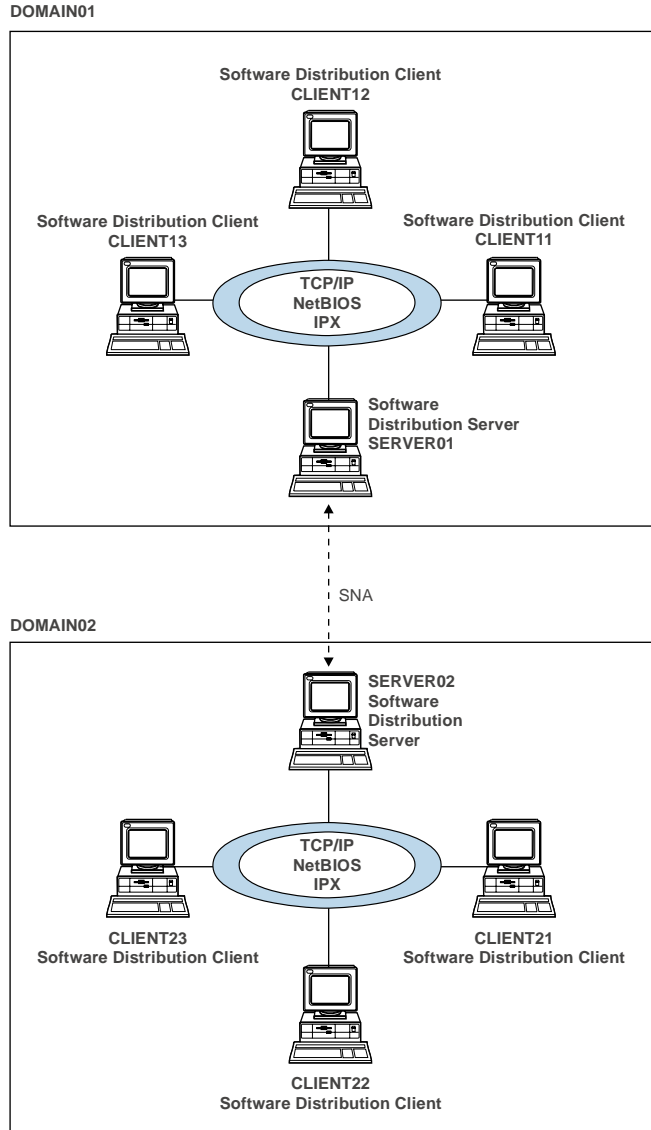 DOMAIN01
Software Distribution Client
CLIENT12
Software Distribution Client
CLIENT13
Software Distribution Client
CLIENT11
TCP/IP
NetBIOS
IPX
Software
Distribution Server
SERVER01
SNA
DOMAIN02
SERVER02
Software
Distribution
Server
TCP/IP
NetBIOS
IPX
CLIENT23
Software Distribution Client
CLIENT21
Software Distribution Client
CLIENT22
Software Distribution Client